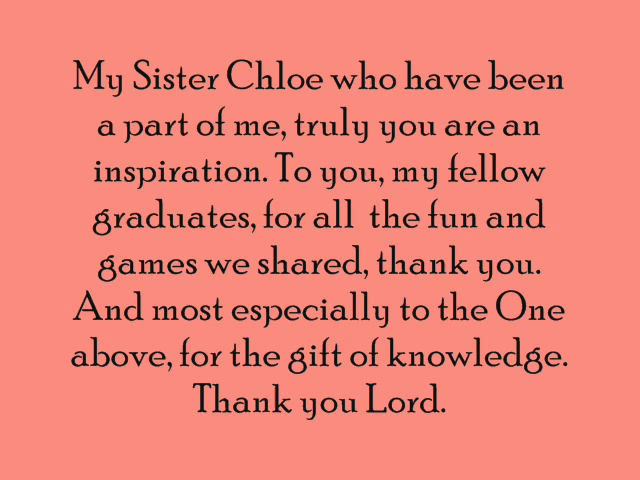 My Sister Chloe who have been
a part of me, truly you are an
inspiration. To you, my fellow
graduates, for all  the fun and
games we shared, thank you.
And most especially to the One
above, for the gift of knowledge.
Thank you Lord.